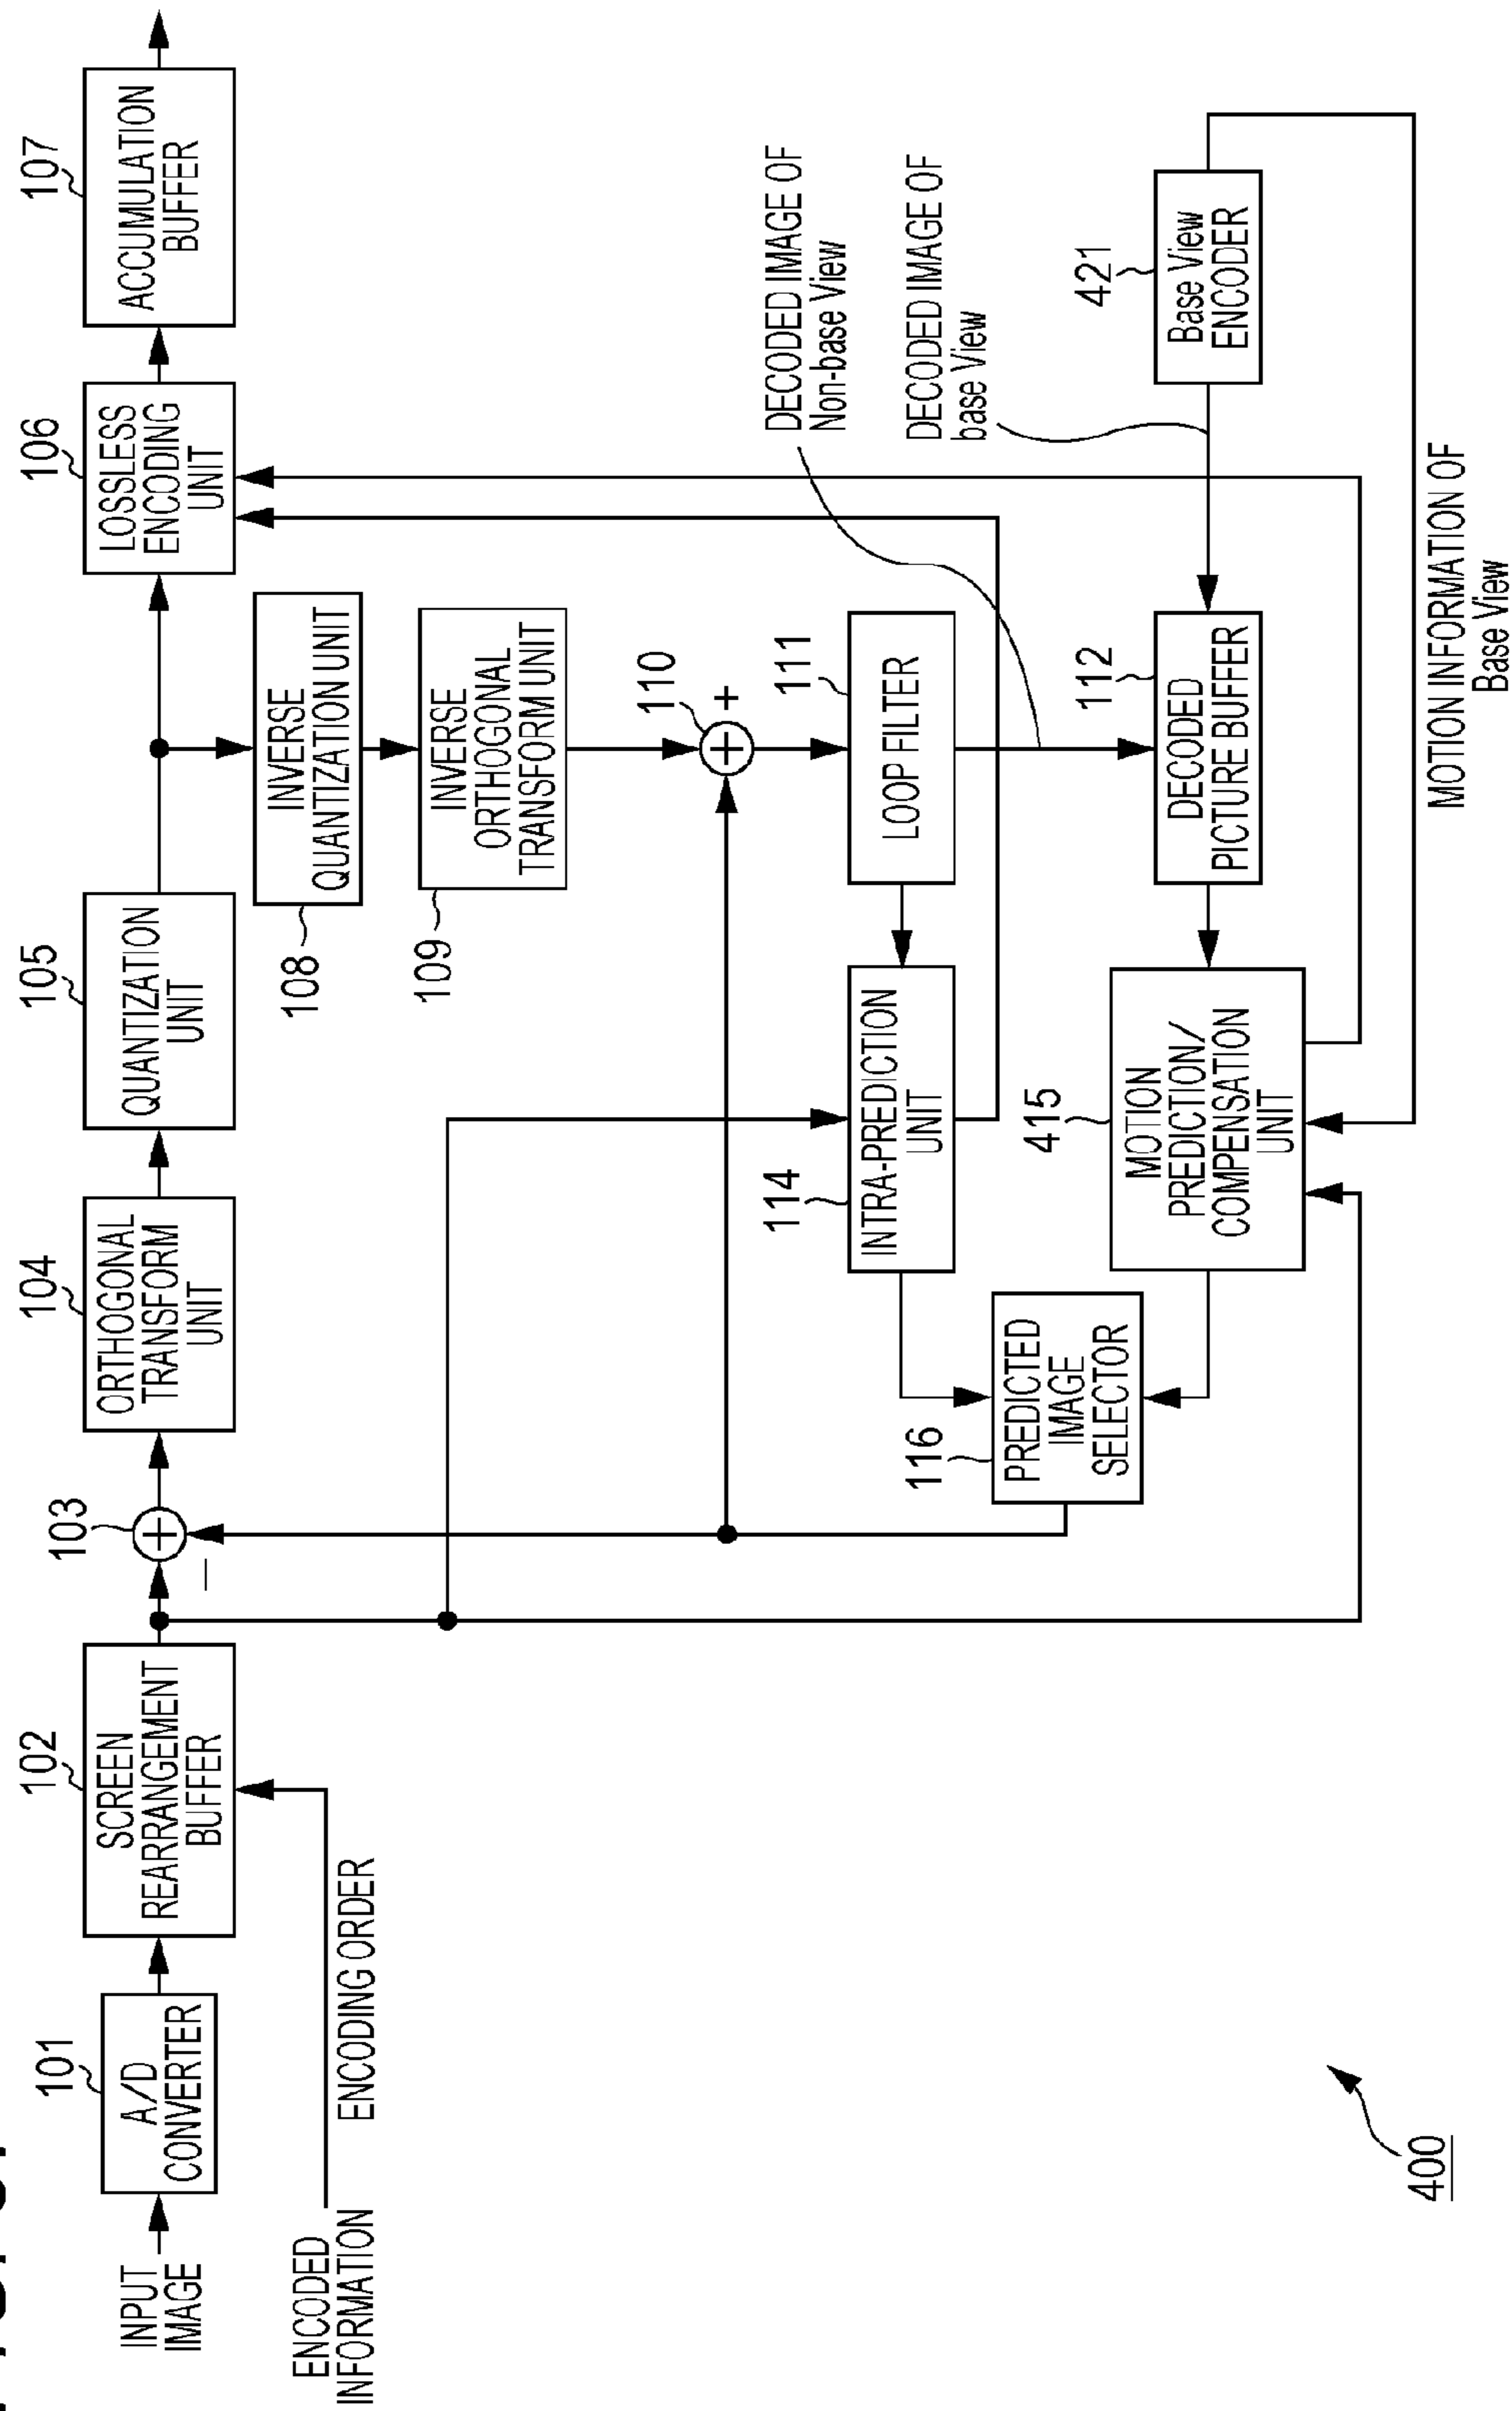 101
102
103
104
105
106
107
INPUT
IMAGE
A/D
CONVERTER
SCREEN
REARRANGEMENT
BUFFER
–
ORTHOGONAL
TRANSFORM
UNIT
QUANTIZATION
UNIT
LOSSLESS
ENCODING
UNIT
ACCUMULATION
BUFFER
ENCODED
INFORMATION
ENCODING ORDER
108
INVERSE
QUANTIZATION UNIT
109
INVERSE
ORTHOGONAL
TRANSFORM UNIT
110
+
111
LOOP FILTER
114
INTRA-PREDICTION
UNIT
DECODED IMAGE OF
Non-base View
DECODED IMAGE OF
base View
116
PREDICTED
IMAGE
SELECTOR
415
MOTION
PREDICTION/
COMPENSATION
UNIT
112
DECODED
PICTURE BUFFER
421
Base View
ENCODER
MOTION INFORMATION OF
Base View
400